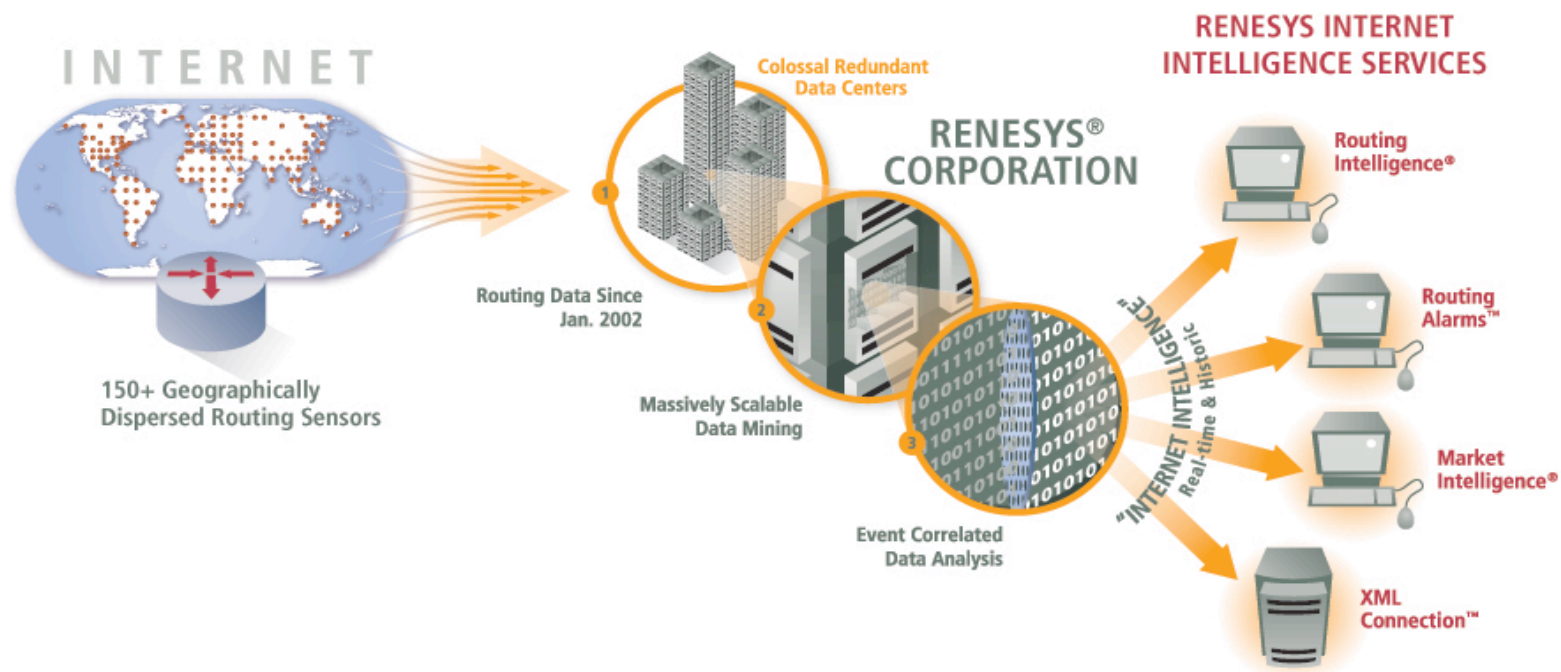 INTERNET
150+ Geographically
Dispersed Routing Sensors
Colossal Redundant
Data Centers
1
Routing Data Since
Jan. 2002
RENESYS®
CORPORATION
2
Massively Scalable
Data Mining
3
Event Correlated
Data Analysis
"INTERNET INTELLIGENCE"
Real-time & Historic
RENESYS INTERNET
INTELLIGENCE SERVICES
Routing
Intelligence®
Routing
Alarms™
Market
Intelligence®
XML
Connection™